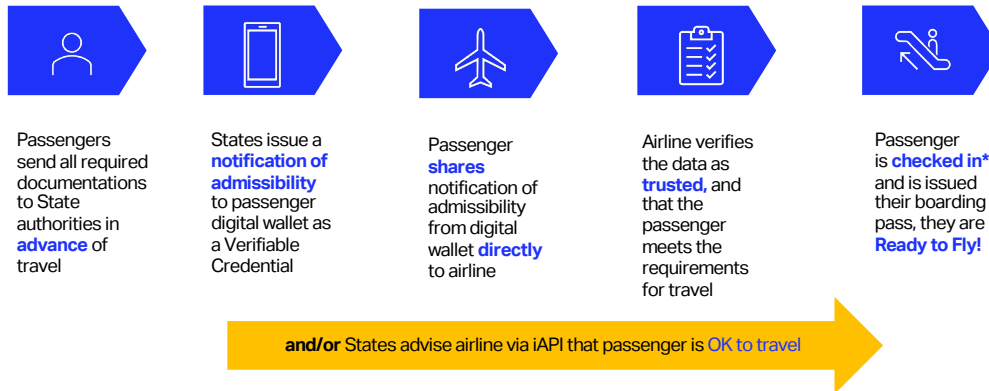 Passengers
send all required
documentations
to State
authorities in
advance of
travel
States issue a
notification of
admissibility
to passenger
digital wallet as
a Verifiable
Credential
Passenger
shares
notification of
admissibility
from digital
wallet directly
to airline
Airline verifies
the data as
trusted, and
that the
passenger
meets the
requirements
for travel
Passenger
is checked in*
and is issued
their boarding
pass, they are
Ready to Fly!
and/or States advise airline via iAPI that passenger is OK to travel